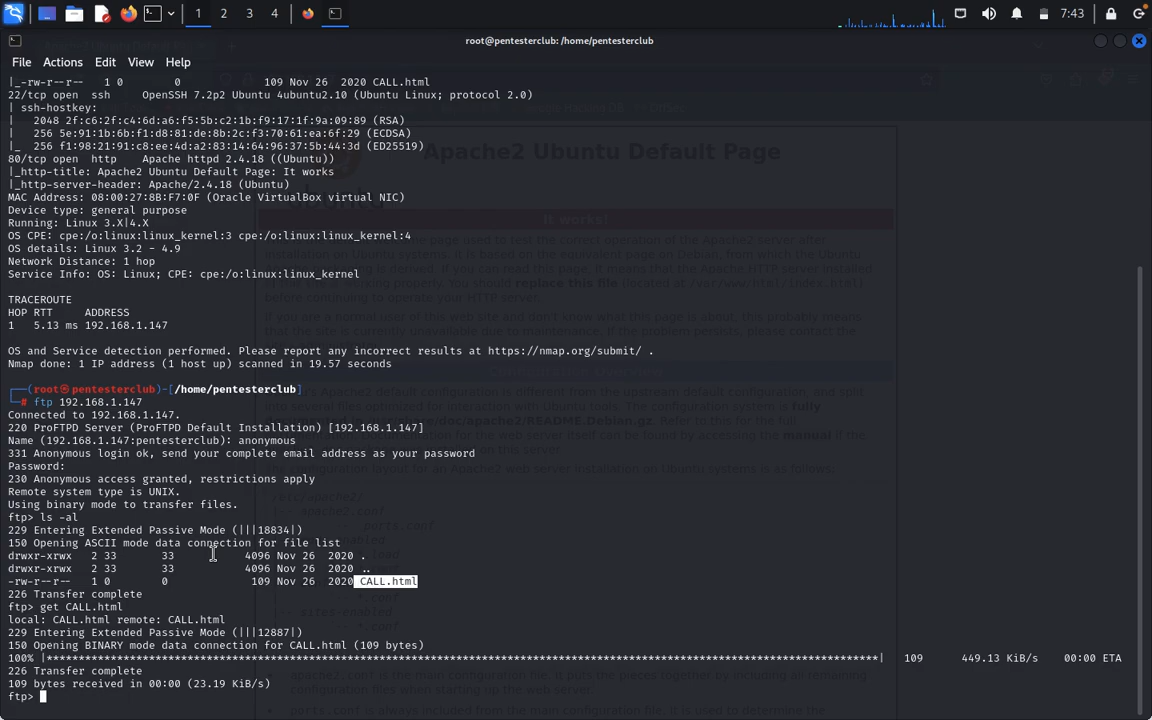 1 2 3 4 7:43
root@pentesterclub: /home/pentesterclub
File Actions Edit View Help
|_-rw-r--r-- 1 0 0 109 Nov 26 2020 CALL.html
22/tcp open ssh OpenSSH 7.2p2 Ubuntu 4ubuntu2.10 (Ubuntu Linux; protocol 2.0)
| ssh-hostkey:
| 2048 2f:c6:2f:c4:6d:a6:f5:5b:c2:1b:f9:17:1f:9a:09:89 (RSA)
| 256 5e:91:1b:6b:f1:d8:81:de:8b:2c:f3:70:61:ea:6f:29 (ECDSA)
|_ 256 f1:98:21:91:c8:ee:4d:a2:83:14:64:96:37:5b:44:3d (ED25519)
80/tcp open http Apache httpd 2.4.18 ((Ubuntu))
|_http-title: Apache2 Ubuntu Default Page: It works
|_http-server-header: Apache/2.4.18 (Ubuntu)
MAC Address: 08:00:27:8B:F7:0F (Oracle VirtualBox virtual NIC)
Device type: general purpose
Running: Linux 3.X|4.X
OS CPE: cpe:/o:linux:linux_kernel:3 cpe:/o:linux:linux_kernel:4
OS details: Linux 3.2 - 4.9
Network Distance: 1 hop
Service Info: OS: Linux; CPE: cpe:/o:linux:linux_kernel
TRACEROUTE
HOP RTT ADDRESS
1 5.13 ms 192.168.1.147
OS and Service detection performed. Please report any incorrect results at https://nmap.org/submit/ .
Nmap done: 1 IP address (1 host up) scanned in 19.57 seconds
┌──(root㉿pentesterclub)-[/home/pentesterclub]
└─# ftp 192.168.1.147
Connected to 192.168.1.147.
220 ProFTPD Server (ProFTPD Default Installation) [192.168.1.147]
Name (192.168.1.147:pentesterclub): anonymous
331 Anonymous login ok, send your complete email address as your password
Password:
230 Anonymous access granted, restrictions apply
Remote system type is UNIX.
Using binary mode to transfer files.
ftp> ls -al
229 Entering Extended Passive Mode (|||18834|)
150 Opening ASCII mode data connection for file list
drwxr-xrwx 2 33 33 4096 Nov 26 2020 .
drwxr-xrwx 2 33 33 4096 Nov 26 2020 ..
-rw-r--r-- 1 0 0 109 Nov 26 2020 CALL.html
226 Transfer complete
ftp> get CALL.html
local: CALL.html remote: CALL.html
229 Entering Extended Passive Mode (|||12887|)
150 Opening BINARY mode data connection for CALL.html (109 bytes)
100% |***********************************************************************************************************************************| 109 449.13 KiB/s 00:00 ETA
226 Transfer complete
109 bytes received in 00:00 (23.19 KiB/s)
ftp>
Apache2 Ubuntu Default Page
It works!